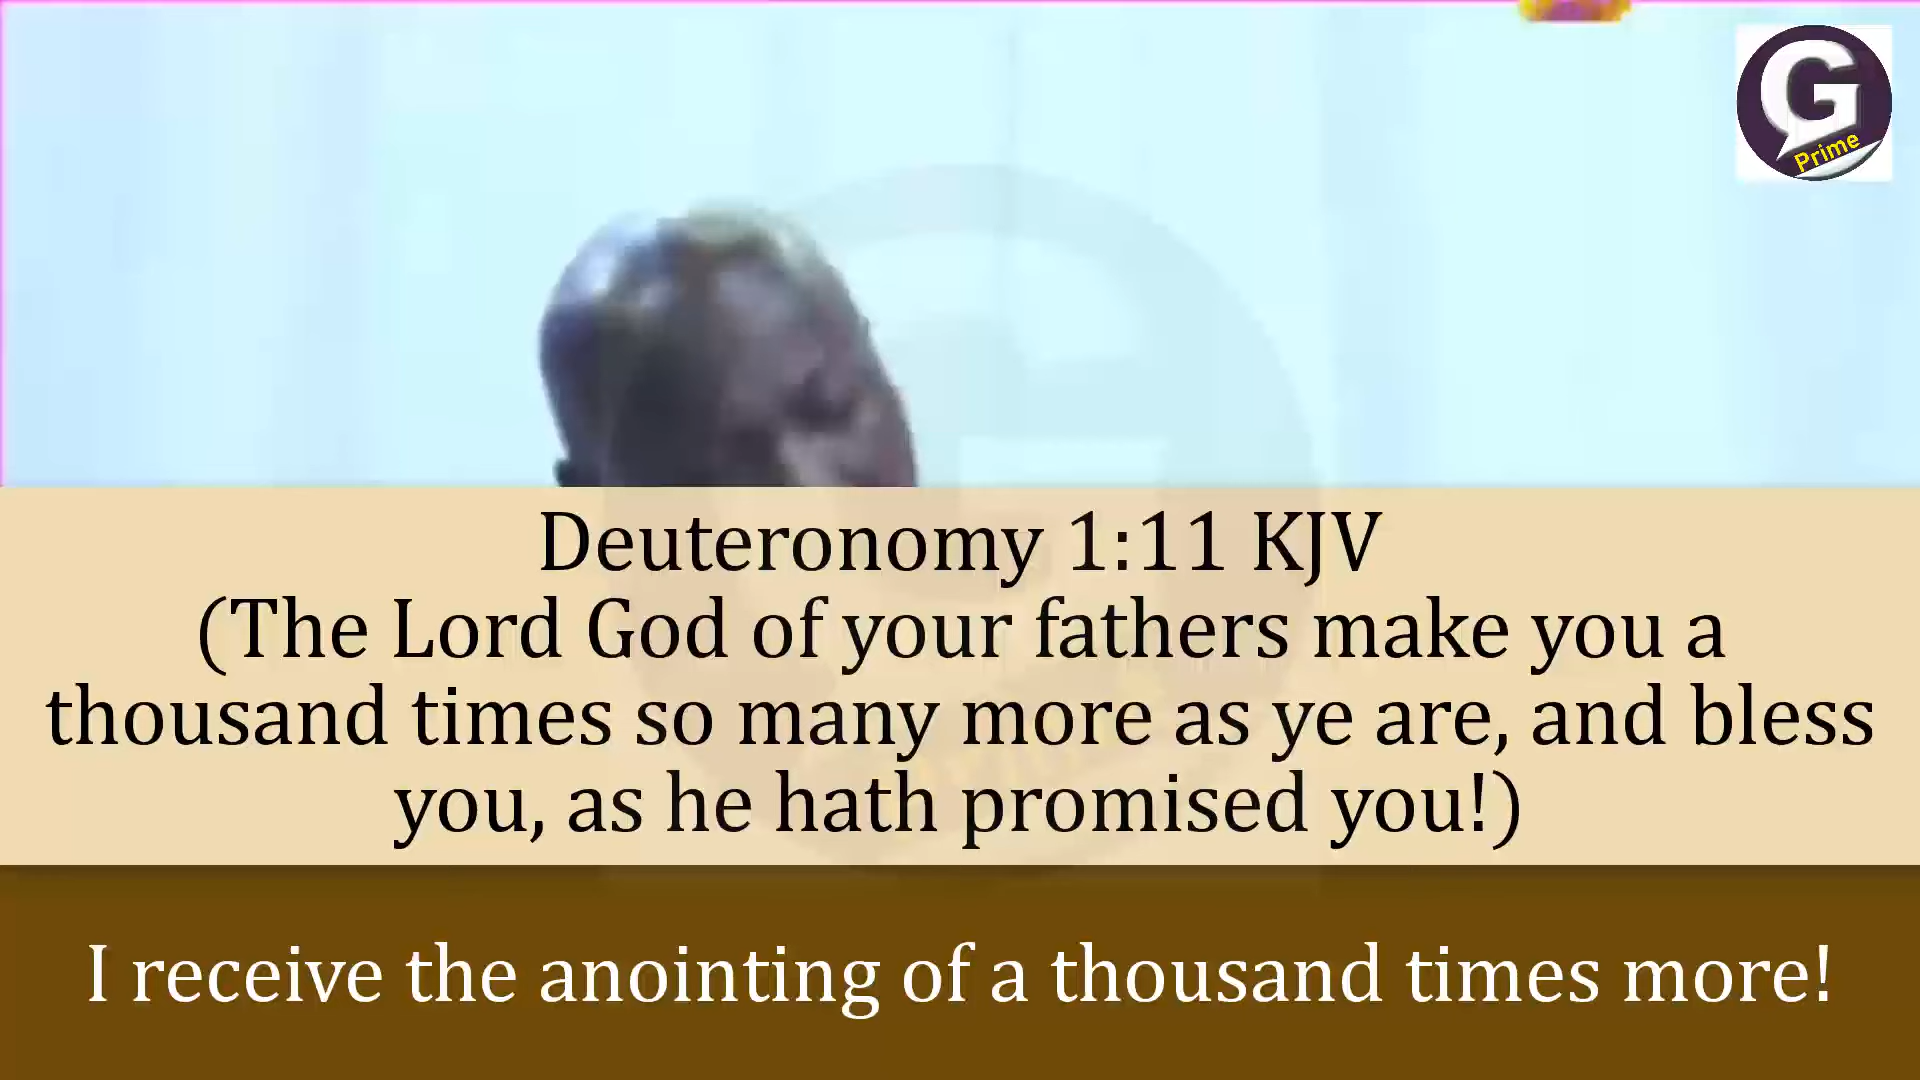 G
Prime
Deuteronomy 1:11 KJV
(The Lord God of your fathers make you a
thousand times so many more as ye are, and bless
you, as he hath promised you!)
I receive the anointing of a thousand times more!